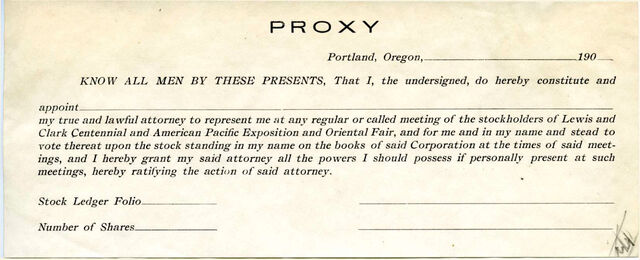 PROXY
Portland, Oregon, 190
KNOW ALL MEN BY THESE PRESENTS, That I, the undersigned, do hereby constitute and
appoint
my true and lawful attorney to represent me at any regular or called meeting of the stockholders of Lewis and
Clark Centennial and American Pacific Exposition and Oriental Fair, and for me and in my name and stead to
vote thereat upon the stock standing in my name on the books of said Corporation at the times of said meet-
ings, and I hereby grant my said attorney all the powers I should possess if personally present at such
meetings, hereby ratifying the action of said attorney.
Stock Ledger Folio
Number of Shares